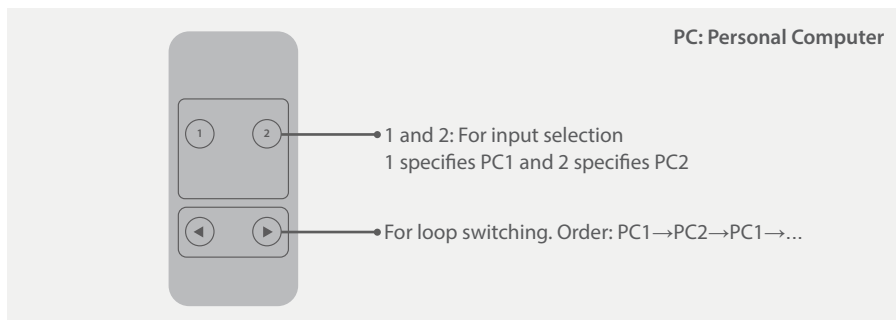 PC: Personal Computer
1 2
1 and 2: For input selection
1 specifies PC1 and 2 specifies PC2
For loop switching. Order: PC1→PC2→PC1→...